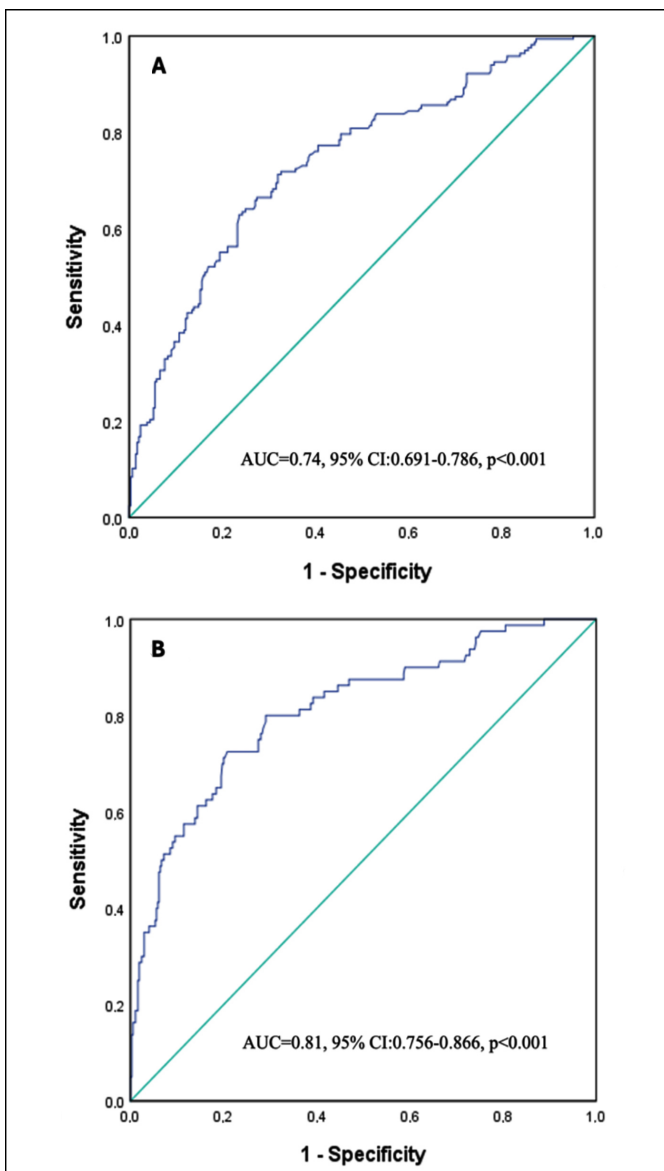 A
1.0
0.8
0.6
0.4
0.2
0.0
Sensitivity
AUC=0.74, 95% CI:0.691-0.786, p<0.001
0.0 0.2 0.4 0.6 0.8 1.0
1 - Specificity
B
1.0
0.8
0.6
0.4
0.2
0.0
Sensitivity
AUC=0.81, 95% CI:0.756-0.866, p<0.001
0.0 0.2 0.4 0.6 0.8 1.0
1 - Specificity